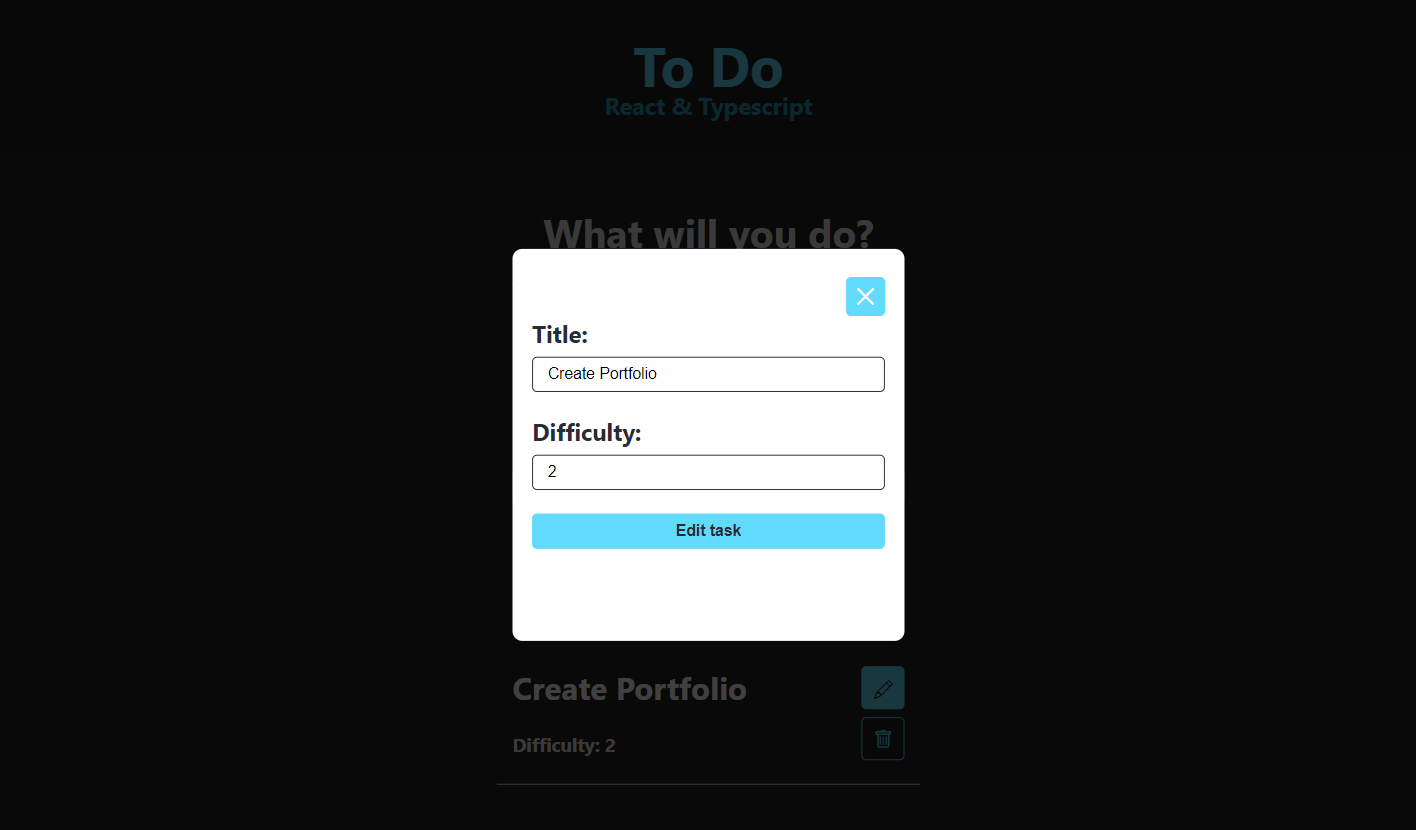 To Do
React & Typescript
What will you do?
Title:
Create Portfolio
Difficulty:
2
Edit task
Create Portfolio
Difficulty: 2